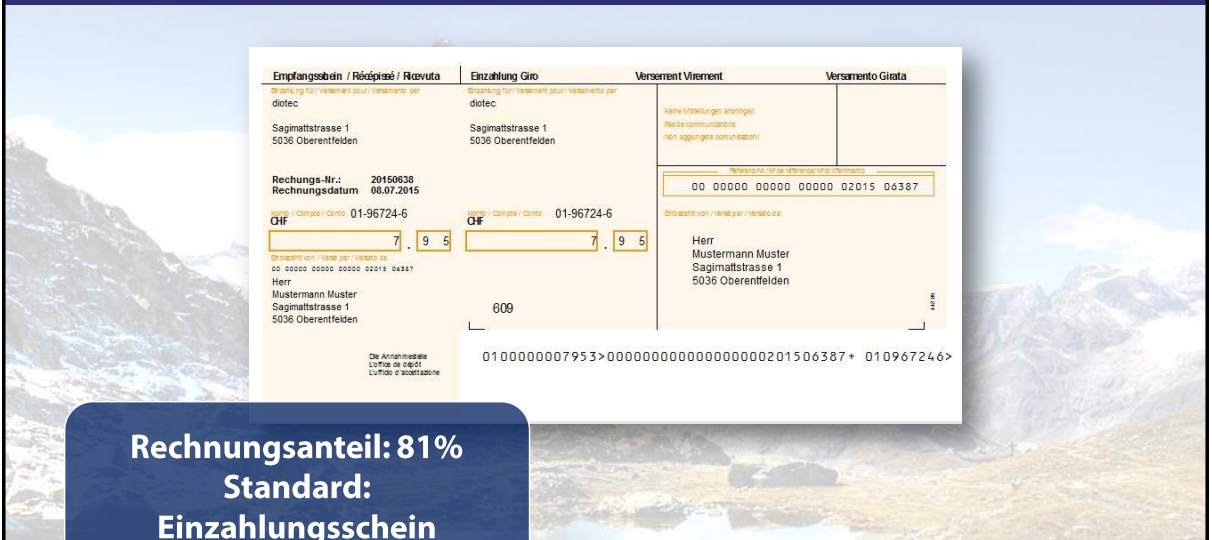 Empfangsschein / Récépissé / Ricevuta
Einzahlung Giro
Versement Virement
Versamento Girata
Einzahlung für / Versement pour / Versamento per
diotec
Sagimattstrasse 1
5036 Oberentfelden
Rechungs-Nr.: 20150638
Rechnungsdatum 08.07.2015
Konto / Compte / Conto 01-96724-6
CHF
7 . 9 5
Einbezahlt von / Versé par / Versato da
00 00000 00000 00000 02015 06387
Herr
Mustermann Muster
Sagimattstrasse 1
5036 Oberentfelden
Die Annahmestelle
L'office de dépôt
L'ufficio d'accettazione
Einzahlung für / Versement pour / Versamento per
diotec
Sagimattstrasse 1
5036 Oberentfelden
Konto / Compte / Conto 01-96724-6
CHF
7 . 9 5
609
Keine Mitteilungen anbringen
Pas de communications
Non aggiungete comunicazioni
Referenz-Nr. / N° de référence / N° di riferimento
00 00000 00000 00000 02015 06387
Einbezahlt von / Versé par / Versato da
Herr
Mustermann Muster
Sagimattstrasse 1
5036 Oberentfelden
0100000007953>000000000000000000201506387+ 010967246>
Rechnungsanteil: 81%
Standard:
Einzahlungsschein